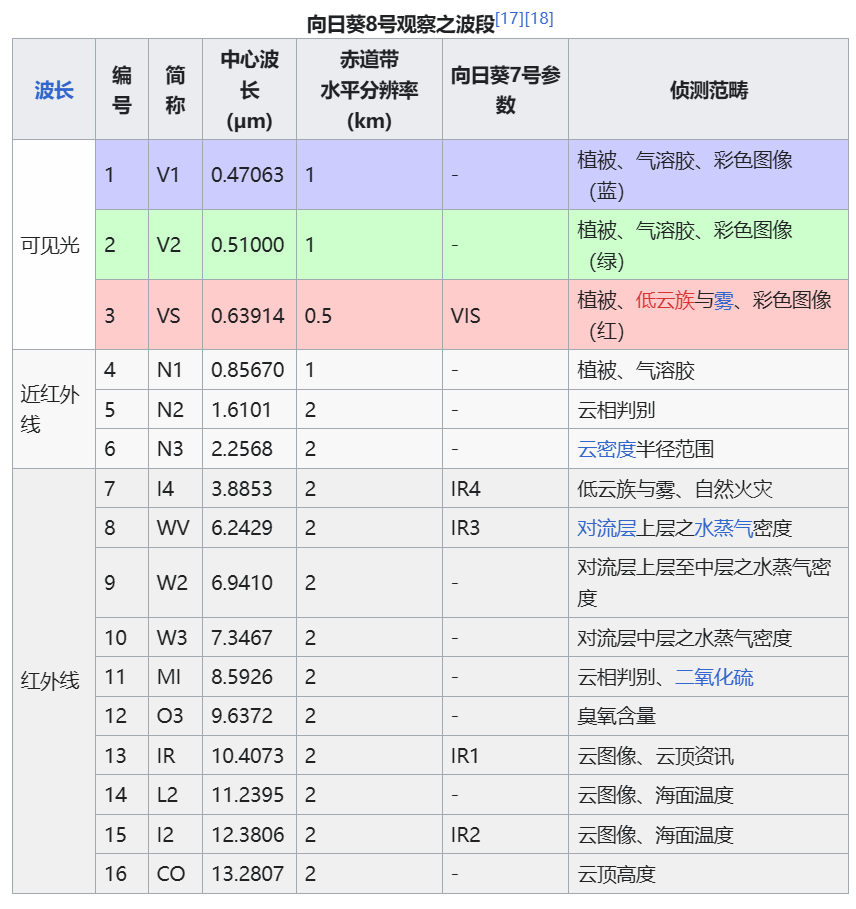 向日葵8号观察之波段[17][18]
波长 编号 简称 中心波长 (μm) 赤道带水平分辨率 (km) 向日葵7号参数 侦测范畴
可见光
1 V1 0.47063 1 - 植被、气溶胶、彩色图像（蓝）
2 V2 0.51000 1 - 植被、气溶胶、彩色图像（绿）
3 VS 0.63914 0.5 VIS 植被、低云族与雾、彩色图像（红）
近红外线
4 N1 0.85670 1 - 植被、气溶胶
5 N2 1.6101 2 - 云相判别
6 N3 2.2568 2 - 云密度半径范围
红外线
7 I4 3.8853 2 IR4 低云族与雾、自然火灾
8 WV 6.2429 2 IR3 对流层上层之水蒸气密度
9 W2 6.9410 2 - 对流层上层至中层之水蒸气密度
10 W3 7.3467 2 - 对流层中层之水蒸气密度
11 MI 8.5926 2 - 云相判别、二氧化硫
12 O3 9.6372 2 - 臭氧含量
13 IR 10.4073 2 IR1 云图像、云顶资讯
14 L2 11.2395 2 - 云图像、海面温度
15 I2 12.3806 2 IR2 云图像、海面温度
16 CO 13.2807 2 - 云顶高度